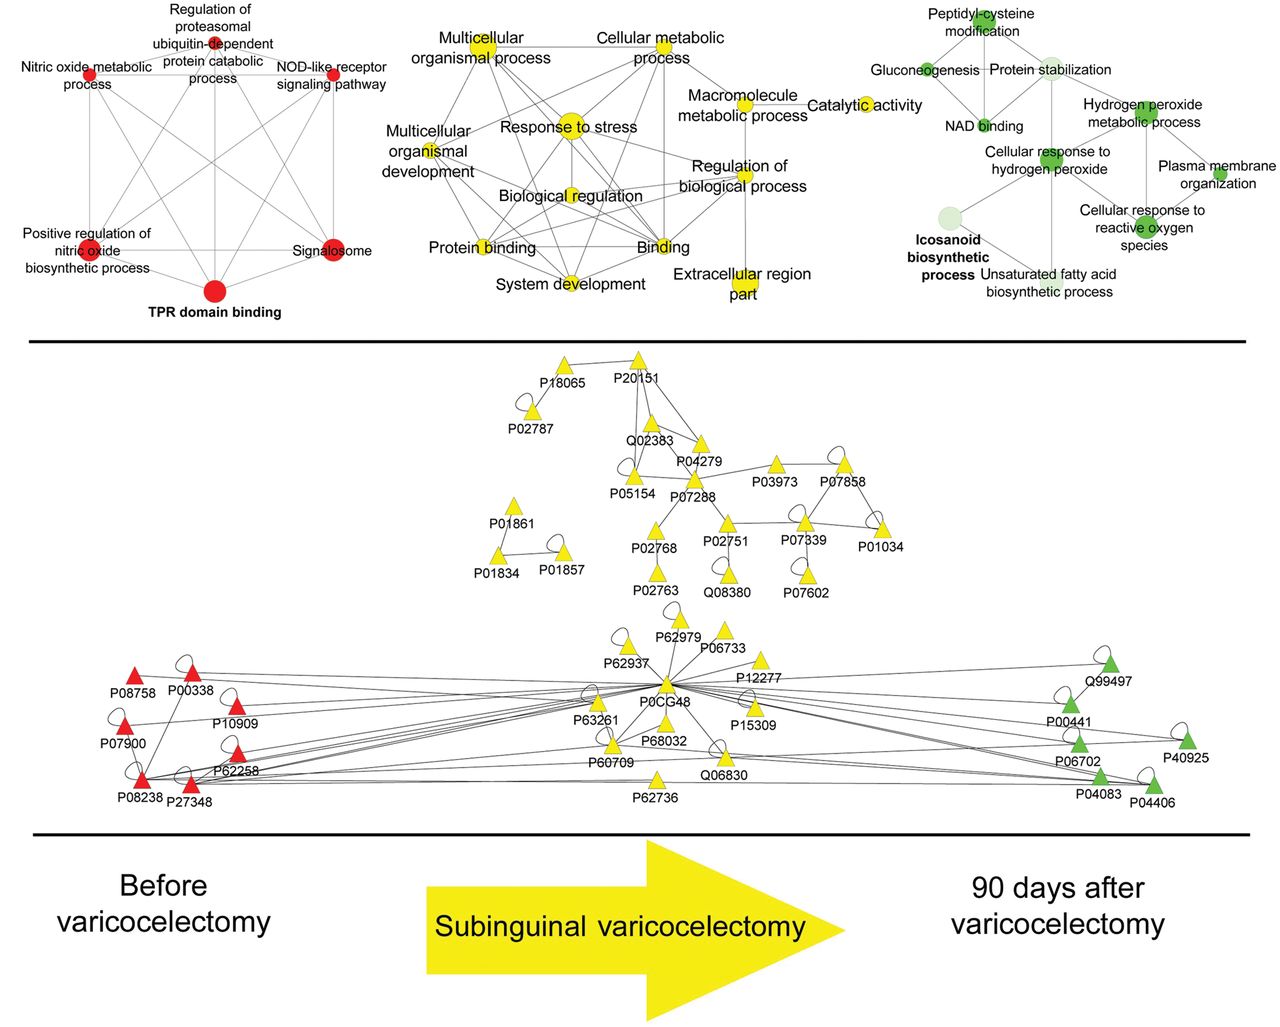 Regulation of
proteasomal
ubiquitin-dependent
protein catabolic
process
Nitric oxide metabolic
process
NOD-like receptor
signaling pathway
Positive regulation of
nitric oxide
biosynthetic process
Signalosome
TPR domain binding
Multicellular
organismal process
Cellular metabolic
process
Macromolecule
metabolic process
Catalytic activity
Response to stress
Multicellular
organismal
development
Regulation of
biological process
Biological regulation
Protein binding
Binding
System development
Extracellular region
part
Peptidyl-cysteine
modification
Gluconeogenesis
Protein stabilization
Hydrogen peroxide
metabolic process
NAD binding
Cellular response to
hydrogen peroxide
Plasma membrane
organization
Cellular response to
reactive oxygen
species
Icosanoid
biosynthetic
process
Unsaturated fatty acid
biosynthetic process
P18065
P20151
P02787
Q02383
P04279
P05154
P07288
P03973
P07858
P01861
P01834
P01857
P02768
P02751
P07339
P01034
P02763
Q08380
P07602
P62979
P06733
P62937
P12277
P0CG48
P63261
P15309
P68032
P60709
Q06830
P62736
P08758
P00338
P10909
P07900
P62258
P08238
P27348
Q99497
P00441
P06702
P40925
P04083
P04406
Before
varicocelectomy
Subinguinal varicocelectomy
90 days after
varicocelectomy